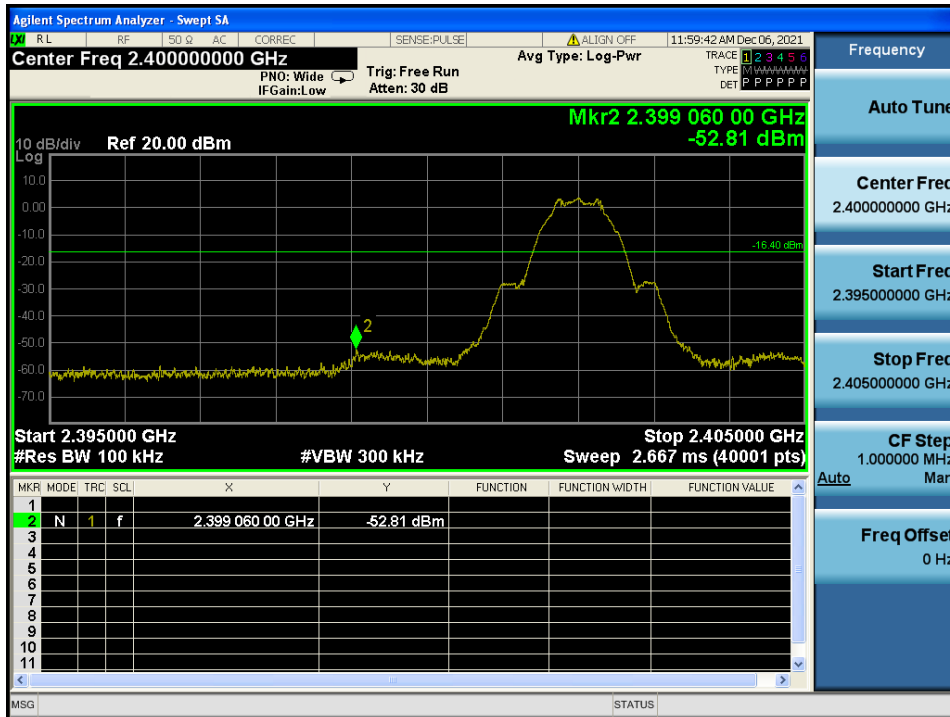 Agilent Spectrum Analyzer - Swept SA
LXI RL RF 50 Ω AC CORREC SENSE:PULSE ALIGN OFF 11:59:42 AM Dec 06, 2021
Center Freq 2.400000000 GHz
PNO: Wide
IFGain:Low
Trig: Free Run
Atten: 30 dB
Avg Type: Log-Pwr
TRACE 1 2 3 4 5 6
TYPE M W W W W W
DET P P P P P P
Mkr2 2.399 060 00 GHz
-52.81 dBm
10 dB/div Ref 20.00 dBm
Log
10.0
0.00
-10.0
-16.40 dBm
-20.0
-30.0
-40.0
2
-50.0
-60.0
-70.0
Start 2.395000 GHz Stop 2.405000 GHz
#Res BW 100 kHz #VBW 300 kHz Sweep 2.667 ms (40001 pts)
MKR MODE TRC SCL X Y FUNCTION FUNCTION WIDTH FUNCTION VALUE
1
2 N 1 f 2.399 060 00 GHz -52.81 dBm
3
4
5
6
7
8
9
10
11
MSG STATUS
Frequency
Auto Tune
Center Freq
2.400000000 GHz
Start Freq
2.395000000 GHz
Stop Freq
2.405000000 GHz
CF Step
1.000000 MHz
Auto Man
Freq Offset
0 Hz